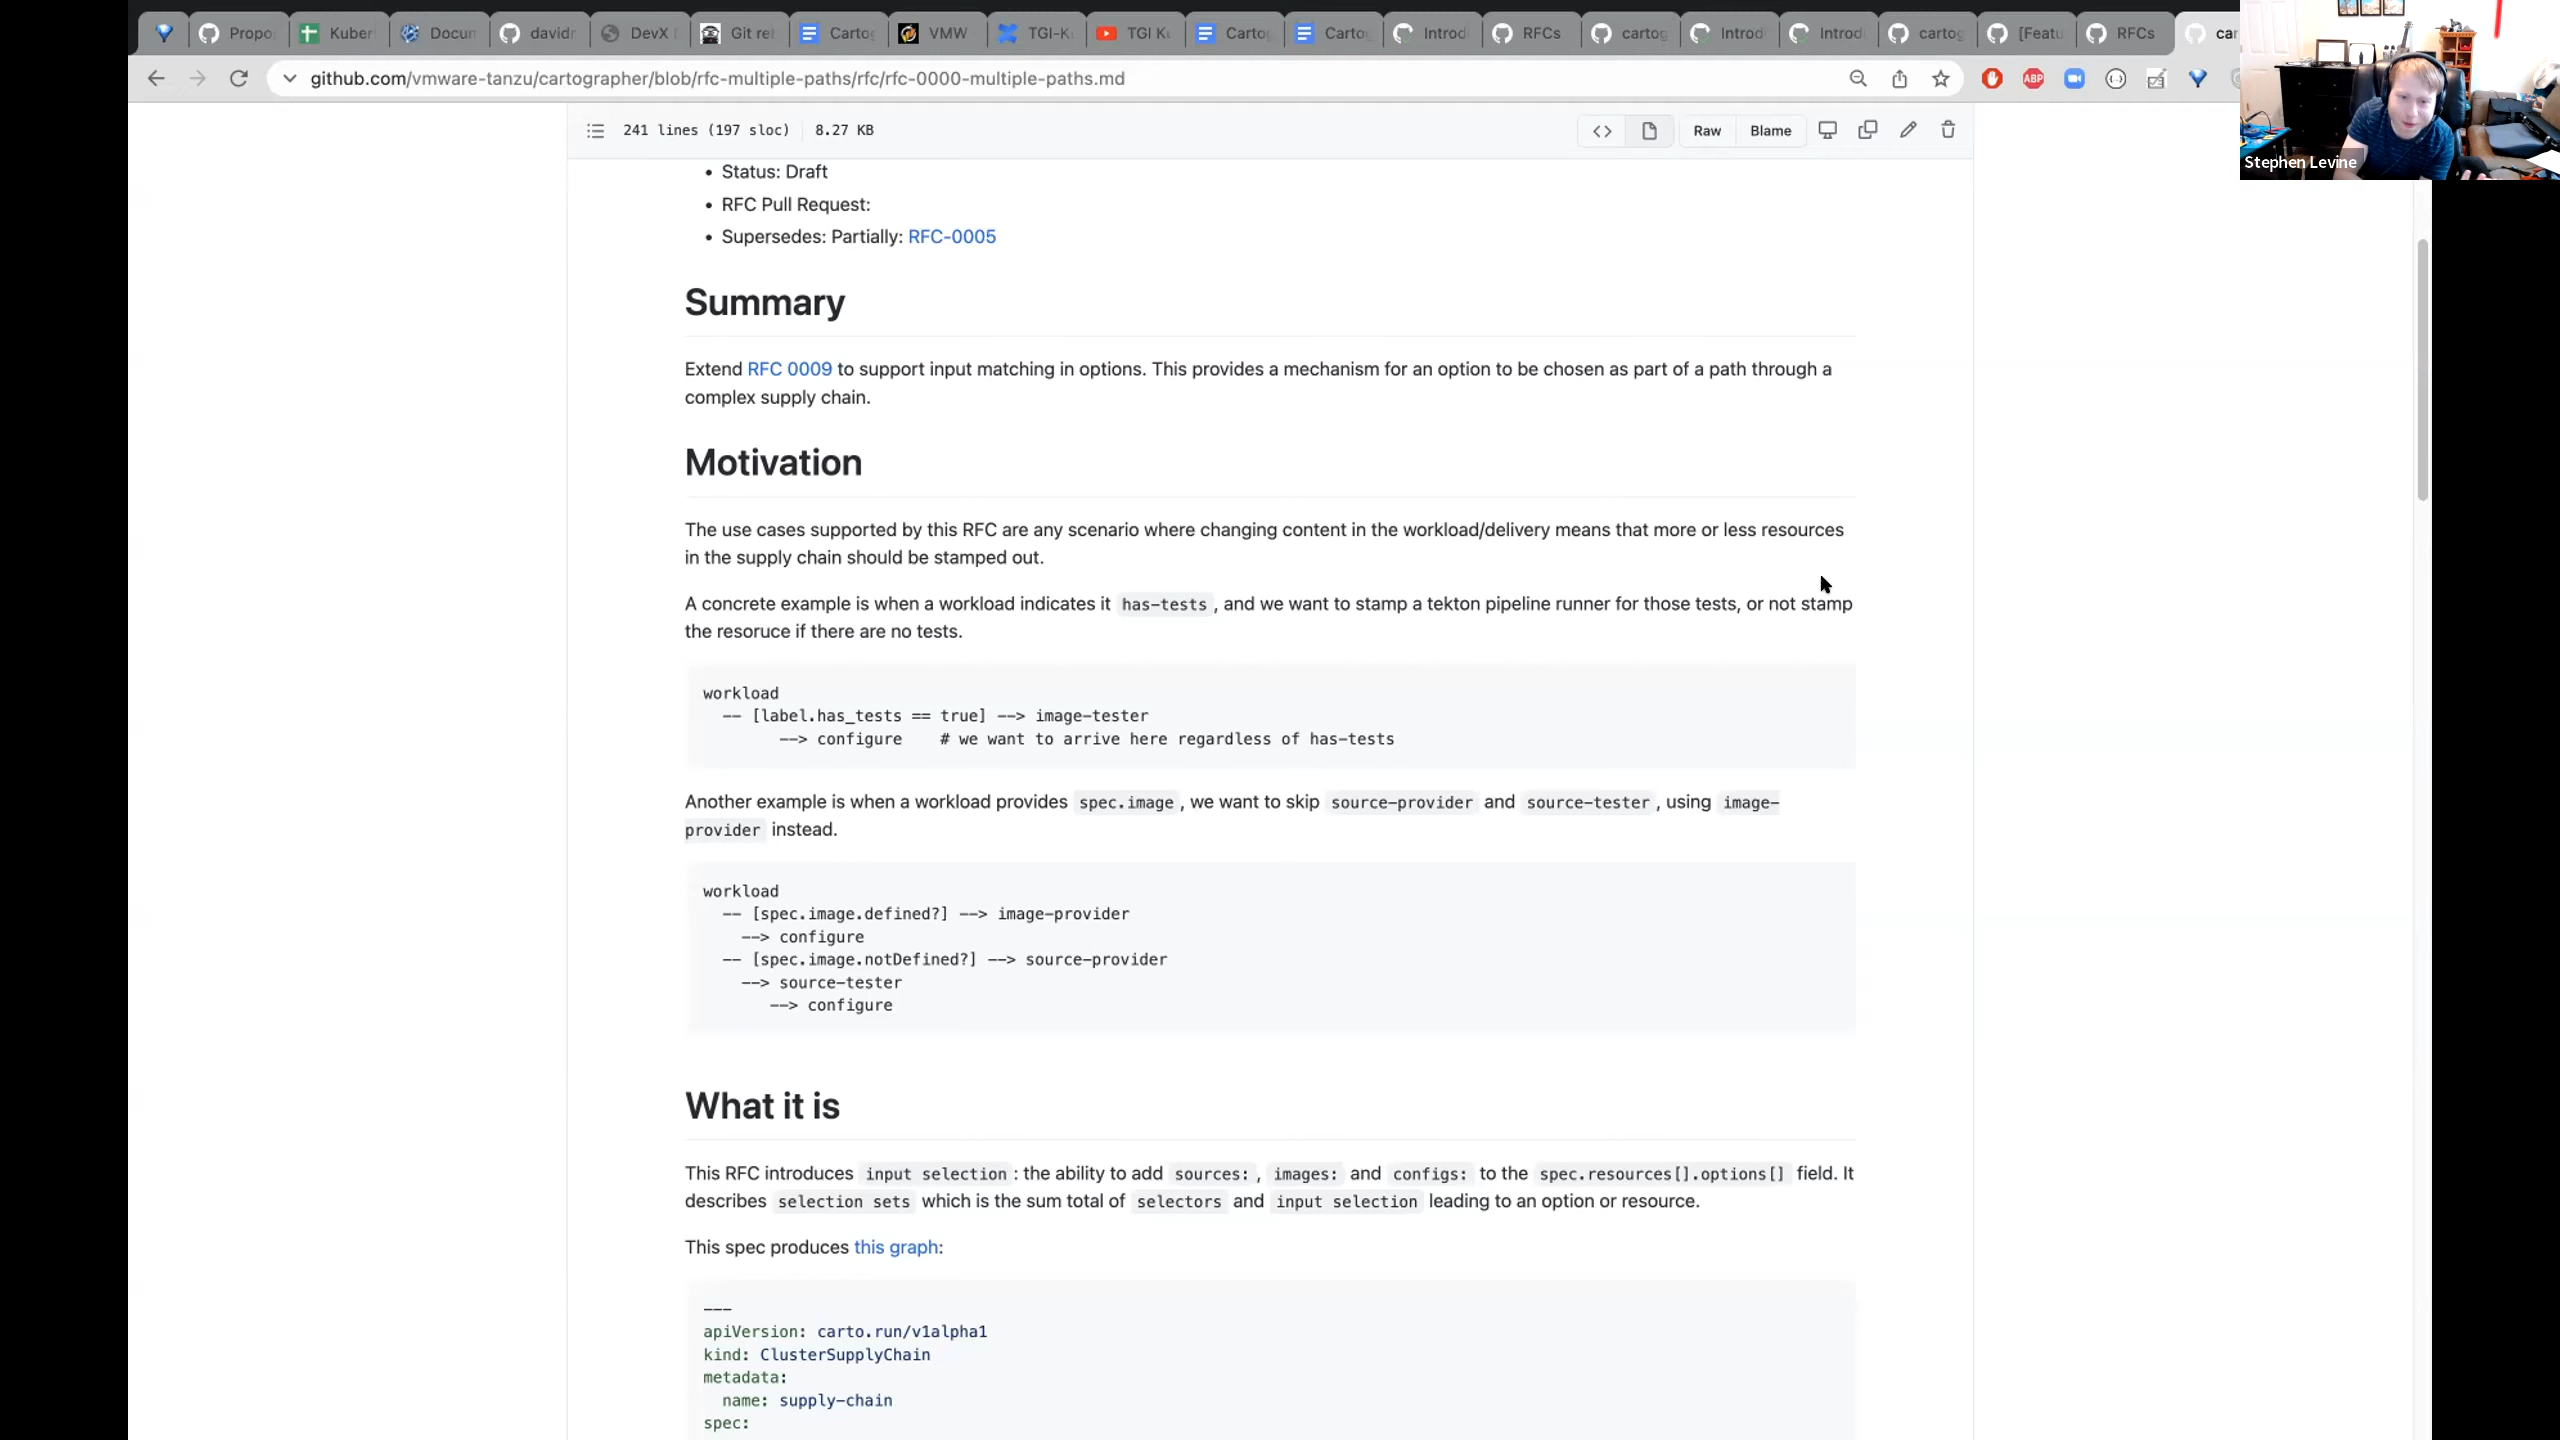 Propo
Kuber
Docum
davidr
DevX
Git re
Cartog
VMW
TGI-K
TGI Ku
Cartog
Cartog
Introd
RFCs
cartog
Introd
Introd
cartog
[Featu
RFCs
car
github.com/vmware-tanzu/cartographer/blob/rfc-multiple-paths/rfc/rfc-0000-multiple-paths.md
ABP
Stephen Levine
241 lines (197 sloc) 8.27 KB
Raw Blame
• Status: Draft
• RFC Pull Request:
• Supersedes: Partially: RFC-0005
Summary
Extend RFC 0009 to support input matching in options. This provides a mechanism for an option to be chosen as part of a path through a
complex supply chain.
Motivation
The use cases supported by this RFC are any scenario where changing content in the workload/delivery means that more or less resources
in the supply chain should be stamped out.
A concrete example is when a workload indicates it has-tests , and we want to stamp a tekton pipeline runner for those tests, or not stamp
the resoruce if there are no tests.
workload
-- [label.has_tests == true] --> image-tester
--> configure # we want to arrive here regardless of has-tests
Another example is when a workload provides spec.image , we want to skip source-provider and source-tester , using image-
provider instead.
workload
-- [spec.image.defined?] --> image-provider
--> configure
-- [spec.image.notDefined?] --> source-provider
--> source-tester
--> configure
What it is
This RFC introduces input selection : the ability to add sources: , images: and configs: to the spec.resources[].options[] field. It
describes selection sets which is the sum total of selectors and input selection leading to an option or resource.
This spec produces this graph:
---
apiVersion: carto.run/v1alpha1
kind: ClusterSupplyChain
metadata:
name: supply-chain
spec: